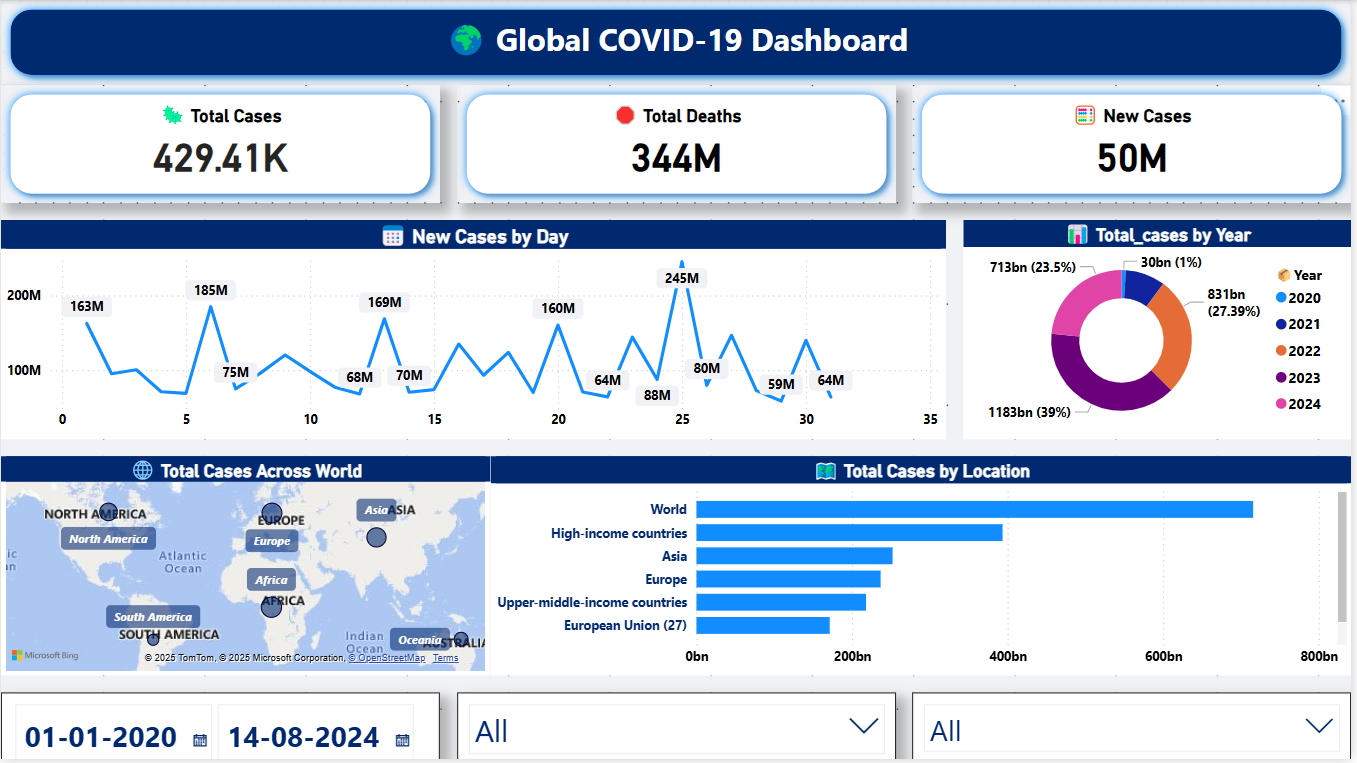 Global COVID-19 Dashboard
Total Cases
429.41K
Total Deaths
344M
New Cases
50M
New Cases by Day
200M
100M
163M
185M
75M
68M
169M
70M
160M
64M
88M
245M
80M
59M
64M
0
5
10
15
20
25
30
35
Total_cases by Year
713bn (23.5%)
30bn (1%)
831bn
(27.39%)
1183bn (39%)
Year
2020
2021
2022
2023
2024
Total Cases Across World
NORTH AMERICA
North America
EUROPE
Europe
Asia
ASIA
Atlantic
Ocean
Africa
AFRICA
South America
SOUTH AMERICA
Indian
Ocean
Oceania
AUSTRALIA
Microsoft Bing
© 2025 TomTom, © 2025 Microsoft Corporation, © OpenStreetMap Terms
Total Cases by Location
World
High-income countries
Asia
Europe
Upper-middle-income countries
European Union (27)
0bn
200bn
400bn
600bn
800bn
01-01-2020
14-08-2024
All
All